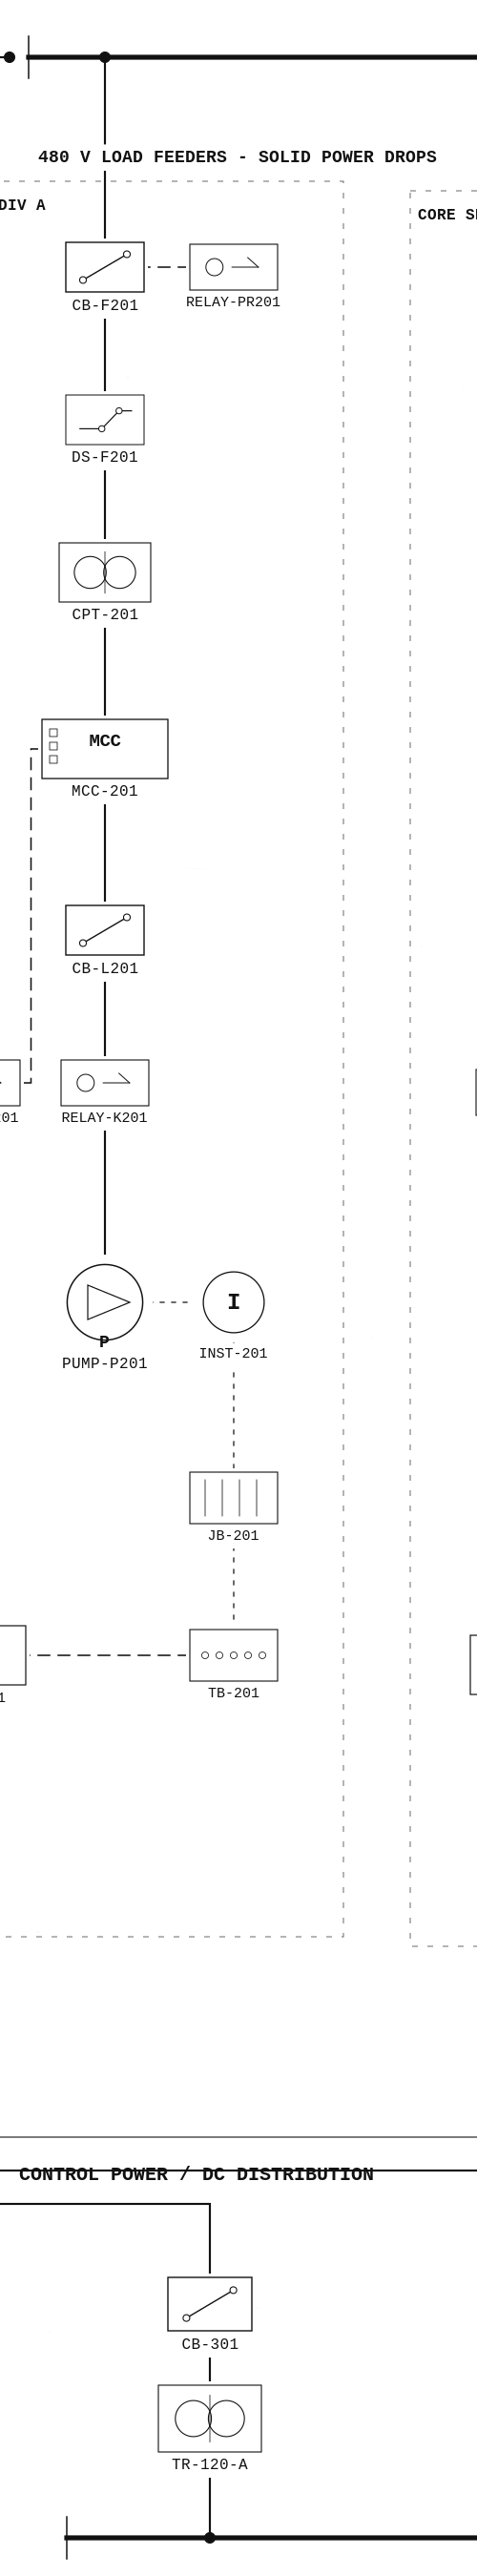 480 V LOAD FEEDERS - SOLID POWER DROPS
DIV A
CB-F201
RELAY-PR201
DS-F201
CPT-201
MCC
MCC-201
CB-L201
201
RELAY-K201
I
P
PUMP-P201
INST-201
JB-201
TB-201
1
CORE
CONTROL POWER / DC DISTRIBUTION
CB-301
TR-120-A